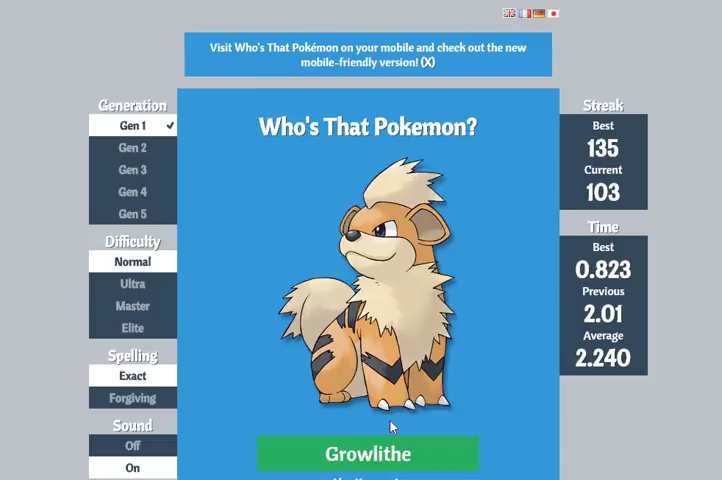 Visit Who's That Pokémon on your mobile and check out the new
mobile-friendly version! (X)
Generation
Gen 1 ✔
Gen 2
Gen 3
Gen 4
Gen 5
Difficulty
Normal
Ultra
Master
Elite
Spelling
Exact
Forgiving
Sound
Off
On
Who's That Pokemon?
Growlithe
Streak
Best
135
Current
103
Time
Best
0.823
Previous
2.01
Average
2.240